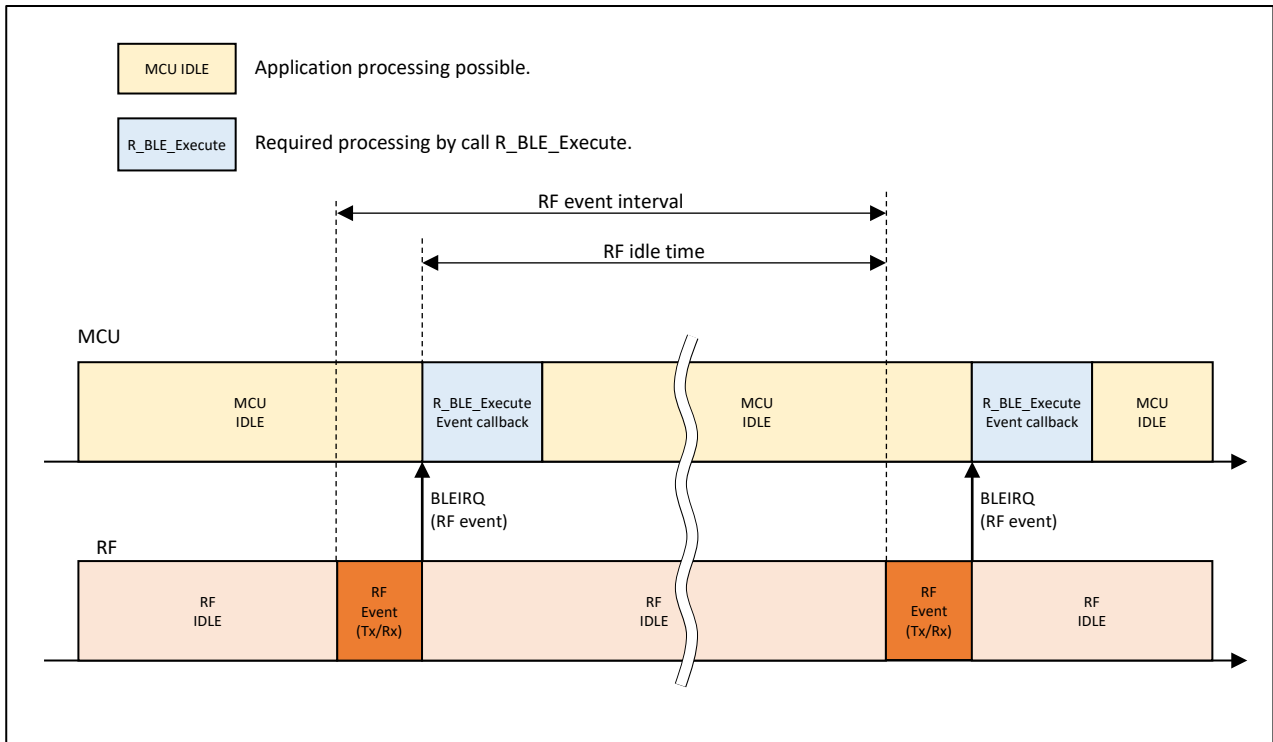 MCU IDLE
Application processing possible.
R_BLE_Execute
Required processing by call R_BLE_Execute.
RF event interval
RF idle time
MCU
MCU
IDLE
R_BLE_Execute
Event callback
MCU
IDLE
R_BLE_Execute
Event callback
MCU
IDLE
BLEIRQ
(RF event)
BLEIRQ
(RF event)
RF
RF
IDLE
RF
Event
(Tx/Rx)
RF
IDLE
RF
Event
(Tx/Rx)
RF
IDLE